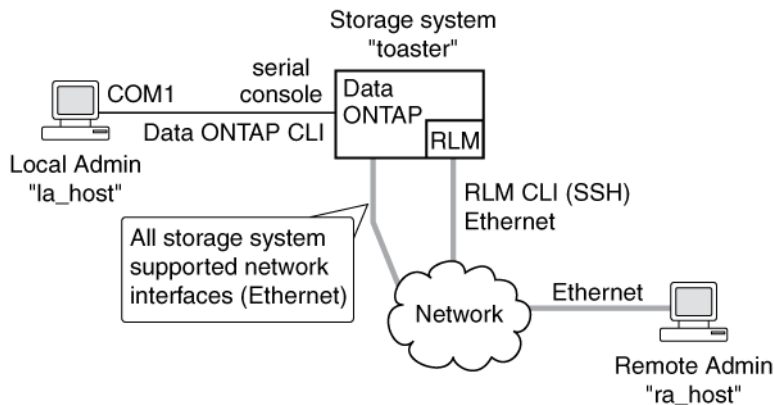 Storage system
"toaster"
serial
console
COM1
Data
ONTAP
RLM
Data ONTAP CLI
Local Admin
"la_host"
RLM CLI (SSH)
Ethernet
All storage system
supported network
interfaces (Ethernet)
Network
Ethernet
Remote Admin
"ra_host"